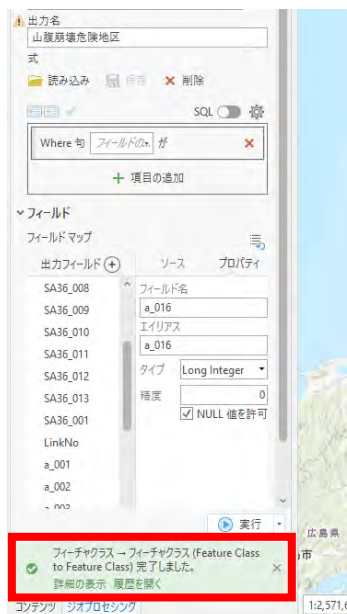 出力名
山腹崩壊危険地区
式
読み込み 保存 削除
SQL
Where 句 フィールドの が
項目の追加
フィールド
フィールド マップ
出力フィールド ソース プロパティ
SA36_008
SA36_009
SA36_010
SA36_011
SA36_012
SA36_013
SA36_001
LinkNo
a_001
a_002
a_003
フィールド名
a_016
エイリアス
a_016
タイプ Long Integer
精度 0
NULL 値を許可
実行
フィーチャクラス → フィーチャクラス (Feature Class
to Feature Class) 完了しました。
詳細の表示 履歴を開く
コンテンツ ジオプロセシング
広島県
市
1:2,571,6